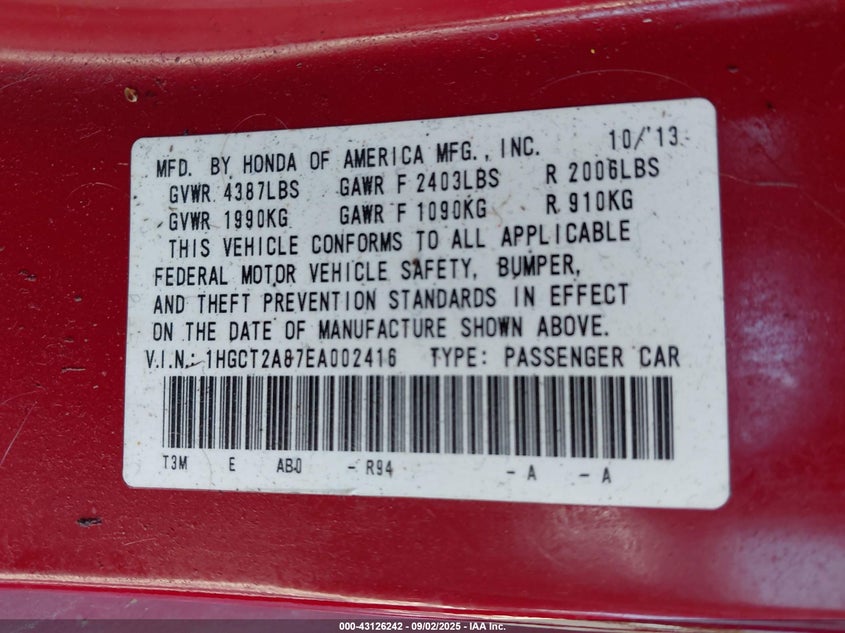 MFD. BY HONDA OF AMERICA MFG., INC. 10/'13
GVWR 4387LBS GAWR F 2403LBS R 2006LBS
GVWR 1990KG GAWR F 1090KG R 910KG
THIS VEHICLE CONFORMS TO ALL APPLICABLE
FEDERAL MOTOR VEHICLE SAFETY, BUMPER,
AND THEFT PREVENTION STANDARDS IN EFFECT
ON THE DATE OF MANUFACTURE SHOWN ABOVE.
V.I.N.: 1HGCT2A87EA002416 TYPE: PASSENGER CAR
T3M E AB0 - R94 - A - A
000-43126242 - 09/02/2025 - IAA Inc.